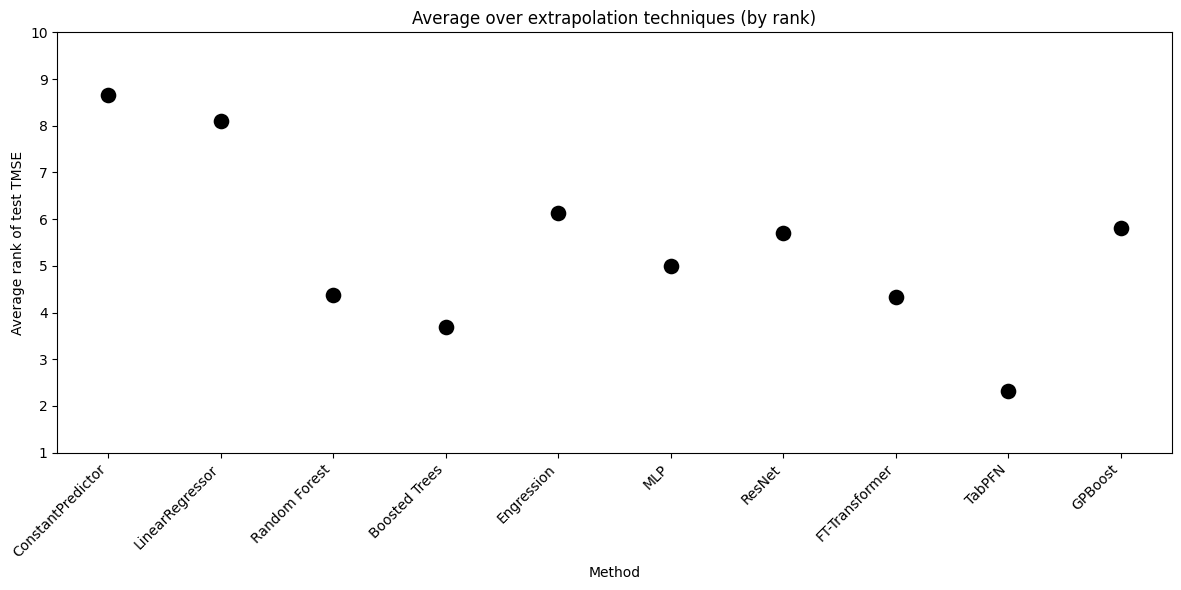 Average over extrapolation techniques (by rank)
Average rank of test TMSE
10
9
8
7
6
5
4
3
2
1
ConstantPredictor
LinearRegressor
Random Forest
Boosted Trees
Engression
MLP
ResNet
FT-Transformer
TabPFN
GPBoost
Method